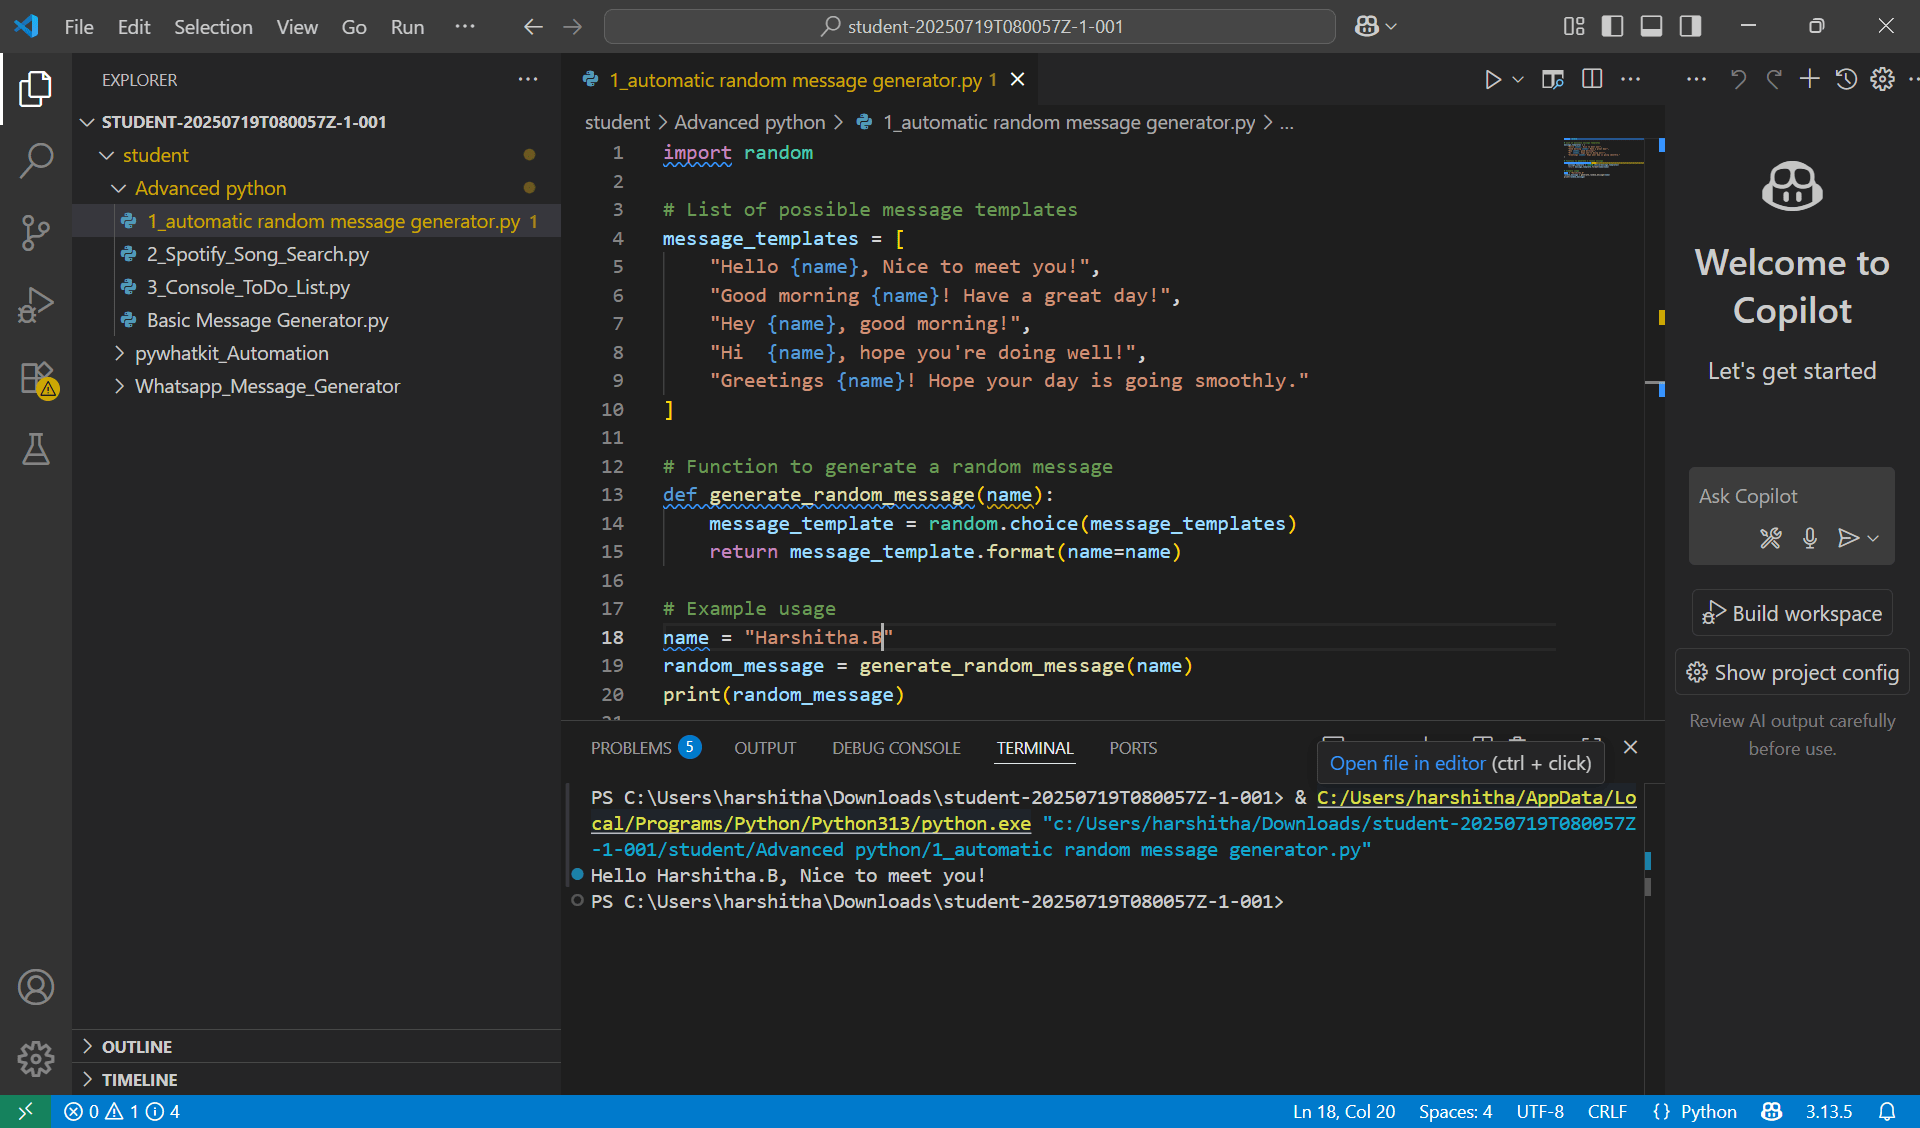 File Edit Selection View Go Run ··· student-20250719T080057Z-1-001
EXPLORER ···
STUDENT-20250719T080057Z-1-001
student
Advanced python
1_automatic random message generator.py 1
2_Spotify_Song_Search.py
3_Console_ToDo_List.py
Basic Message Generator.py
pywhatkit_Automation
Whatsapp_Message_Generator
OUTLINE
TIMELINE
1_automatic random message generator.py 1
student > Advanced python > 1_automatic random message generator.py > ...
1 import random
2
3 # List of possible message templates
4 message_templates = [
5 "Hello {name}, Nice to meet you!",
6 "Good morning {name}! Have a great day!",
7 "Hey {name}, good morning!",
8 "Hi  {name}, hope you're doing well!",
9 "Greetings {name}! Hope your day is going smoothly."
10 ]
11
12 # Function to generate a random message
13 def generate_random_message(name):
14 message_template = random.choice(message_templates)
15 return message_template.format(name=name)
16
17 # Example usage
18 name = "Harshitha.B"
19 random_message = generate_random_message(name)
20 print(random_message)
PROBLEMS 5 OUTPUT DEBUG CONSOLE TERMINAL PORTS
Open file in editor (ctrl + click)
PS C:\Users\harshitha\Downloads\student-20250719T080057Z-1-001> & C:/Users/harshitha/AppData/Lo
cal/Programs/Python/Python313/python.exe "c:/Users/harshitha/Downloads/student-20250719T080057Z
-1-001/student/Advanced python/1_automatic random message generator.py"
Hello Harshitha.B, Nice to meet you!
PS C:\Users\harshitha\Downloads\student-20250719T080057Z-1-001>
Welcome to
Copilot
Let's get started
Ask Copilot
Build workspace
Show project config
Review AI output carefully
before use.
0 1 4 Ln 18, Col 20 Spaces: 4 UTF-8 CRLF {} Python 3.13.5